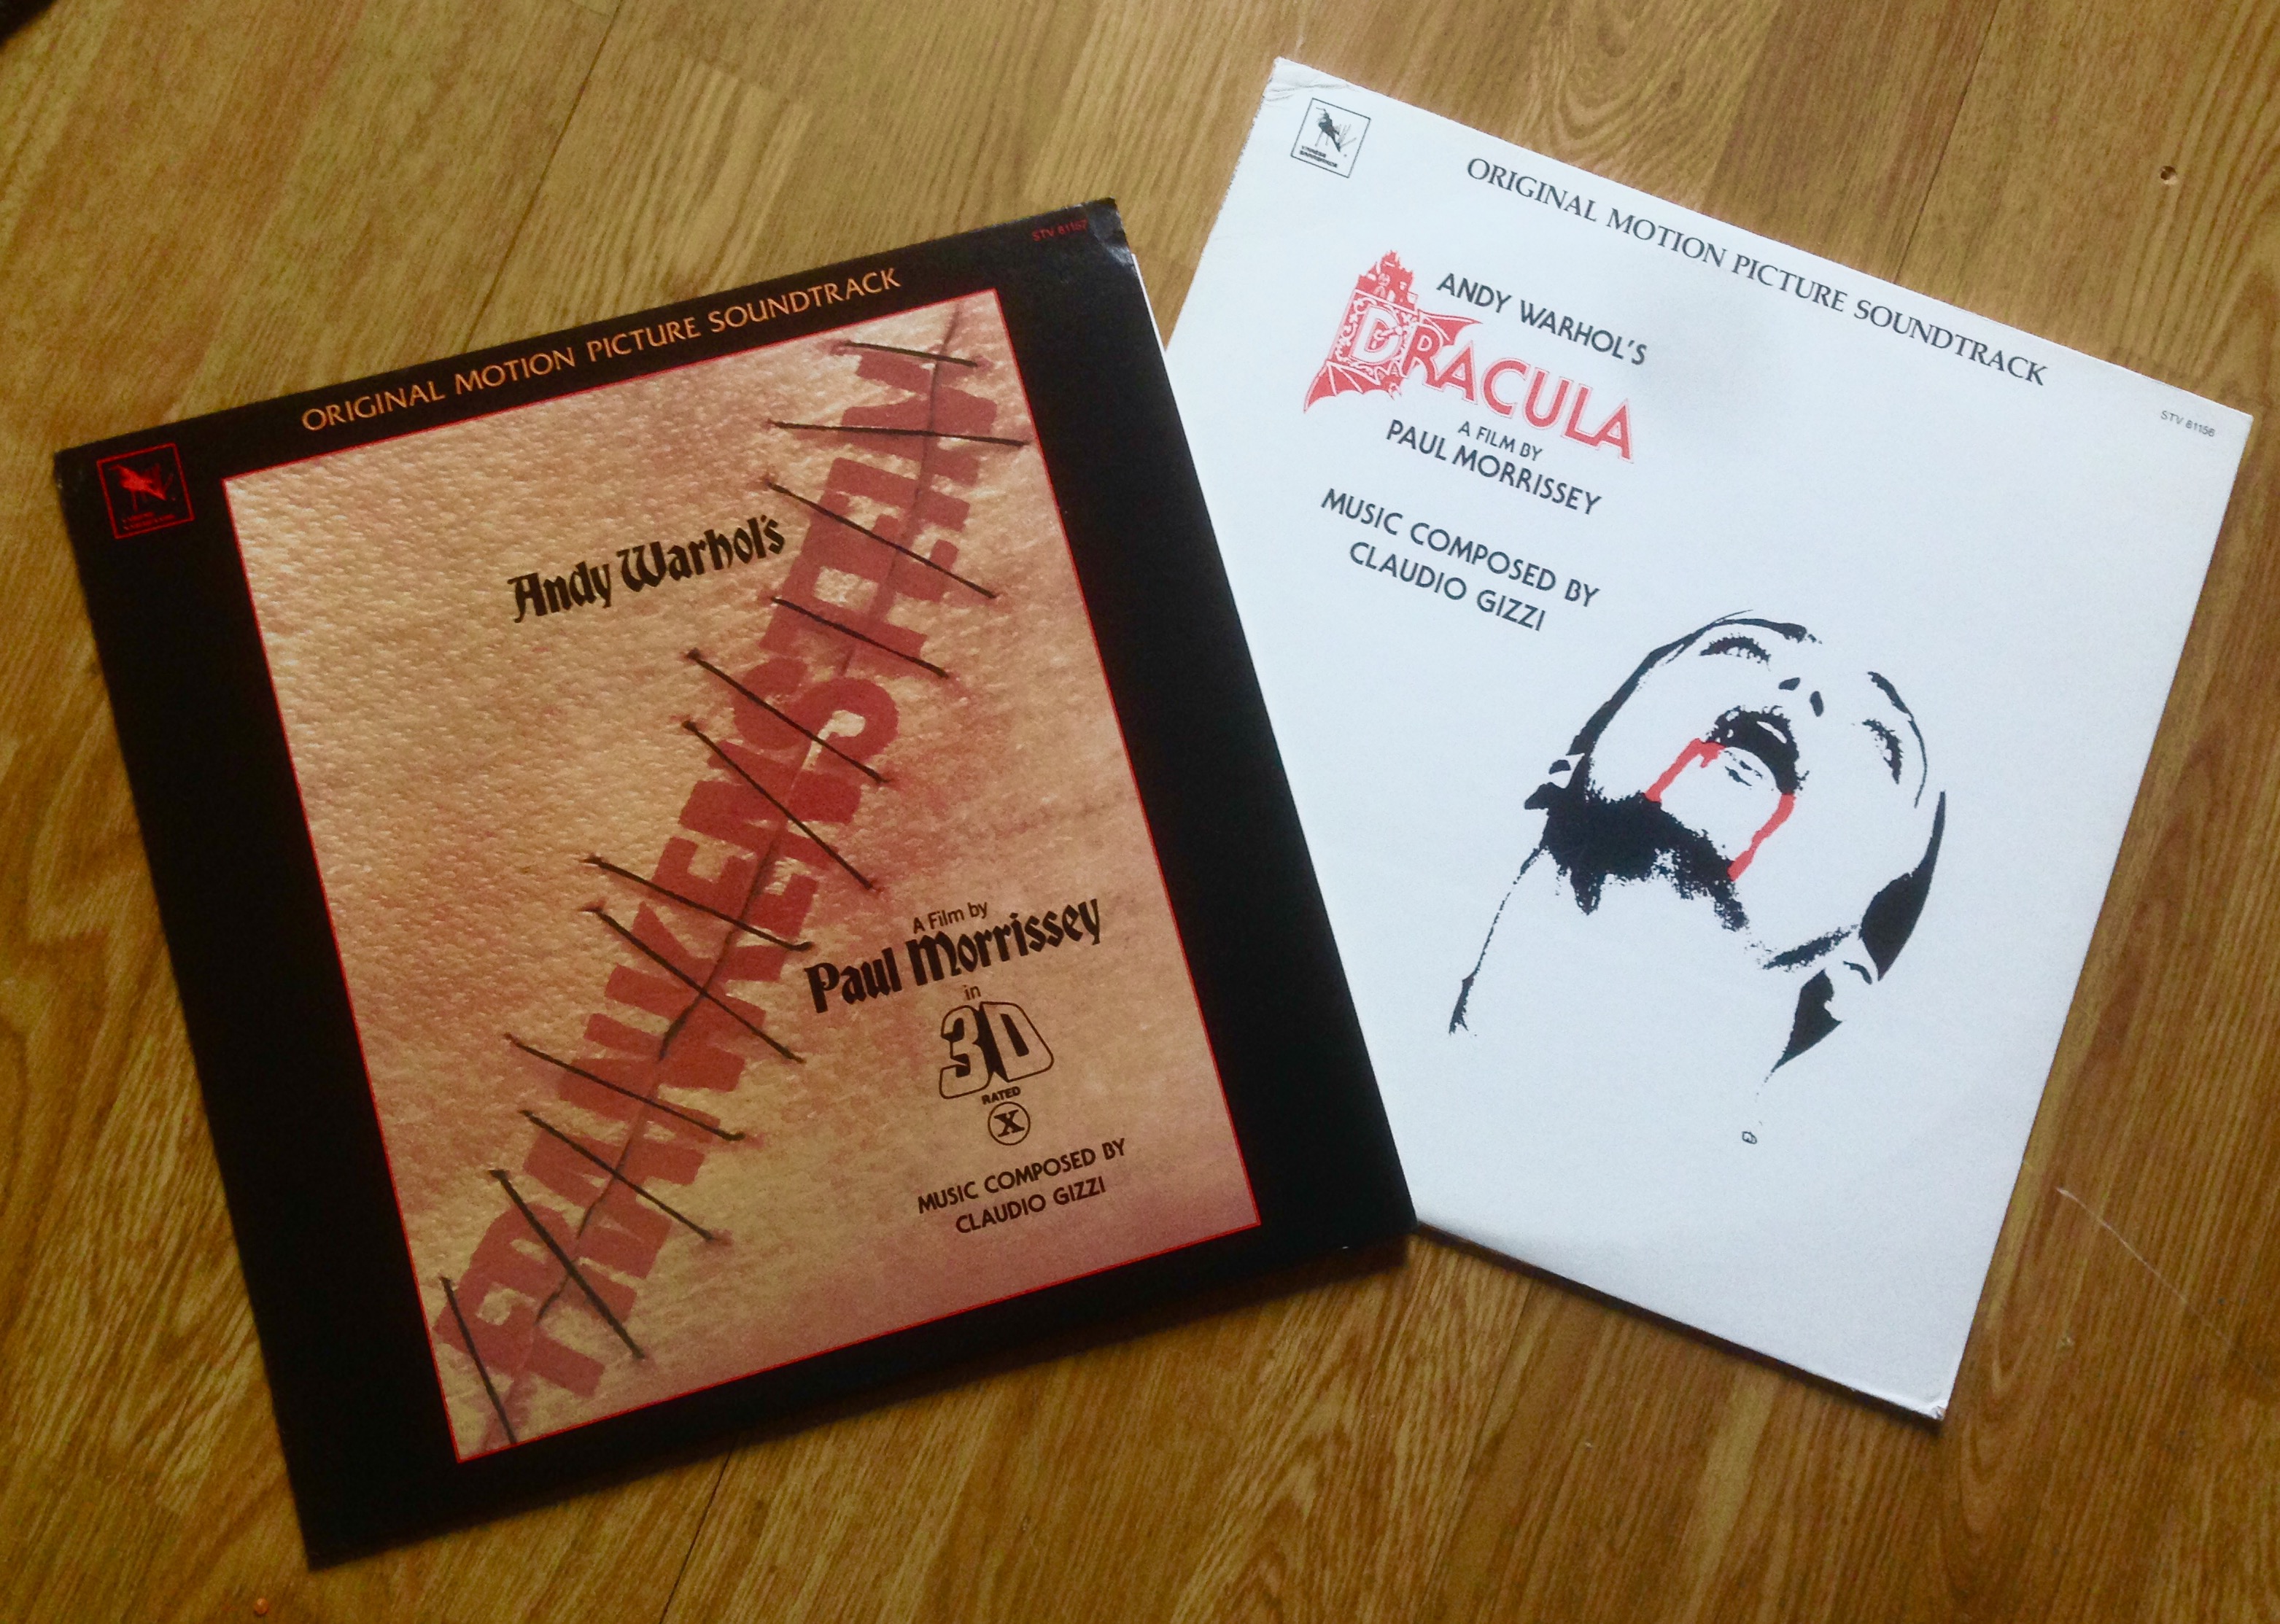 STV 81157
ORIGINAL MOTION PICTURE SOUNDTRACK
Andy Warhol's
FRANKENSTEIN
A Film by
Paul Morrissey
in
3D
RATED
X
MUSIC COMPOSED BY
CLAUDIO GIZZI
VARESE
SARABANDE
ORIGINAL MOTION PICTURE SOUNDTRACK
STV 81156
ANDY WARHOL'S
DRACULA
A FILM BY
PAUL MORRISSEY
MUSIC COMPOSED BY
CLAUDIO GIZZI